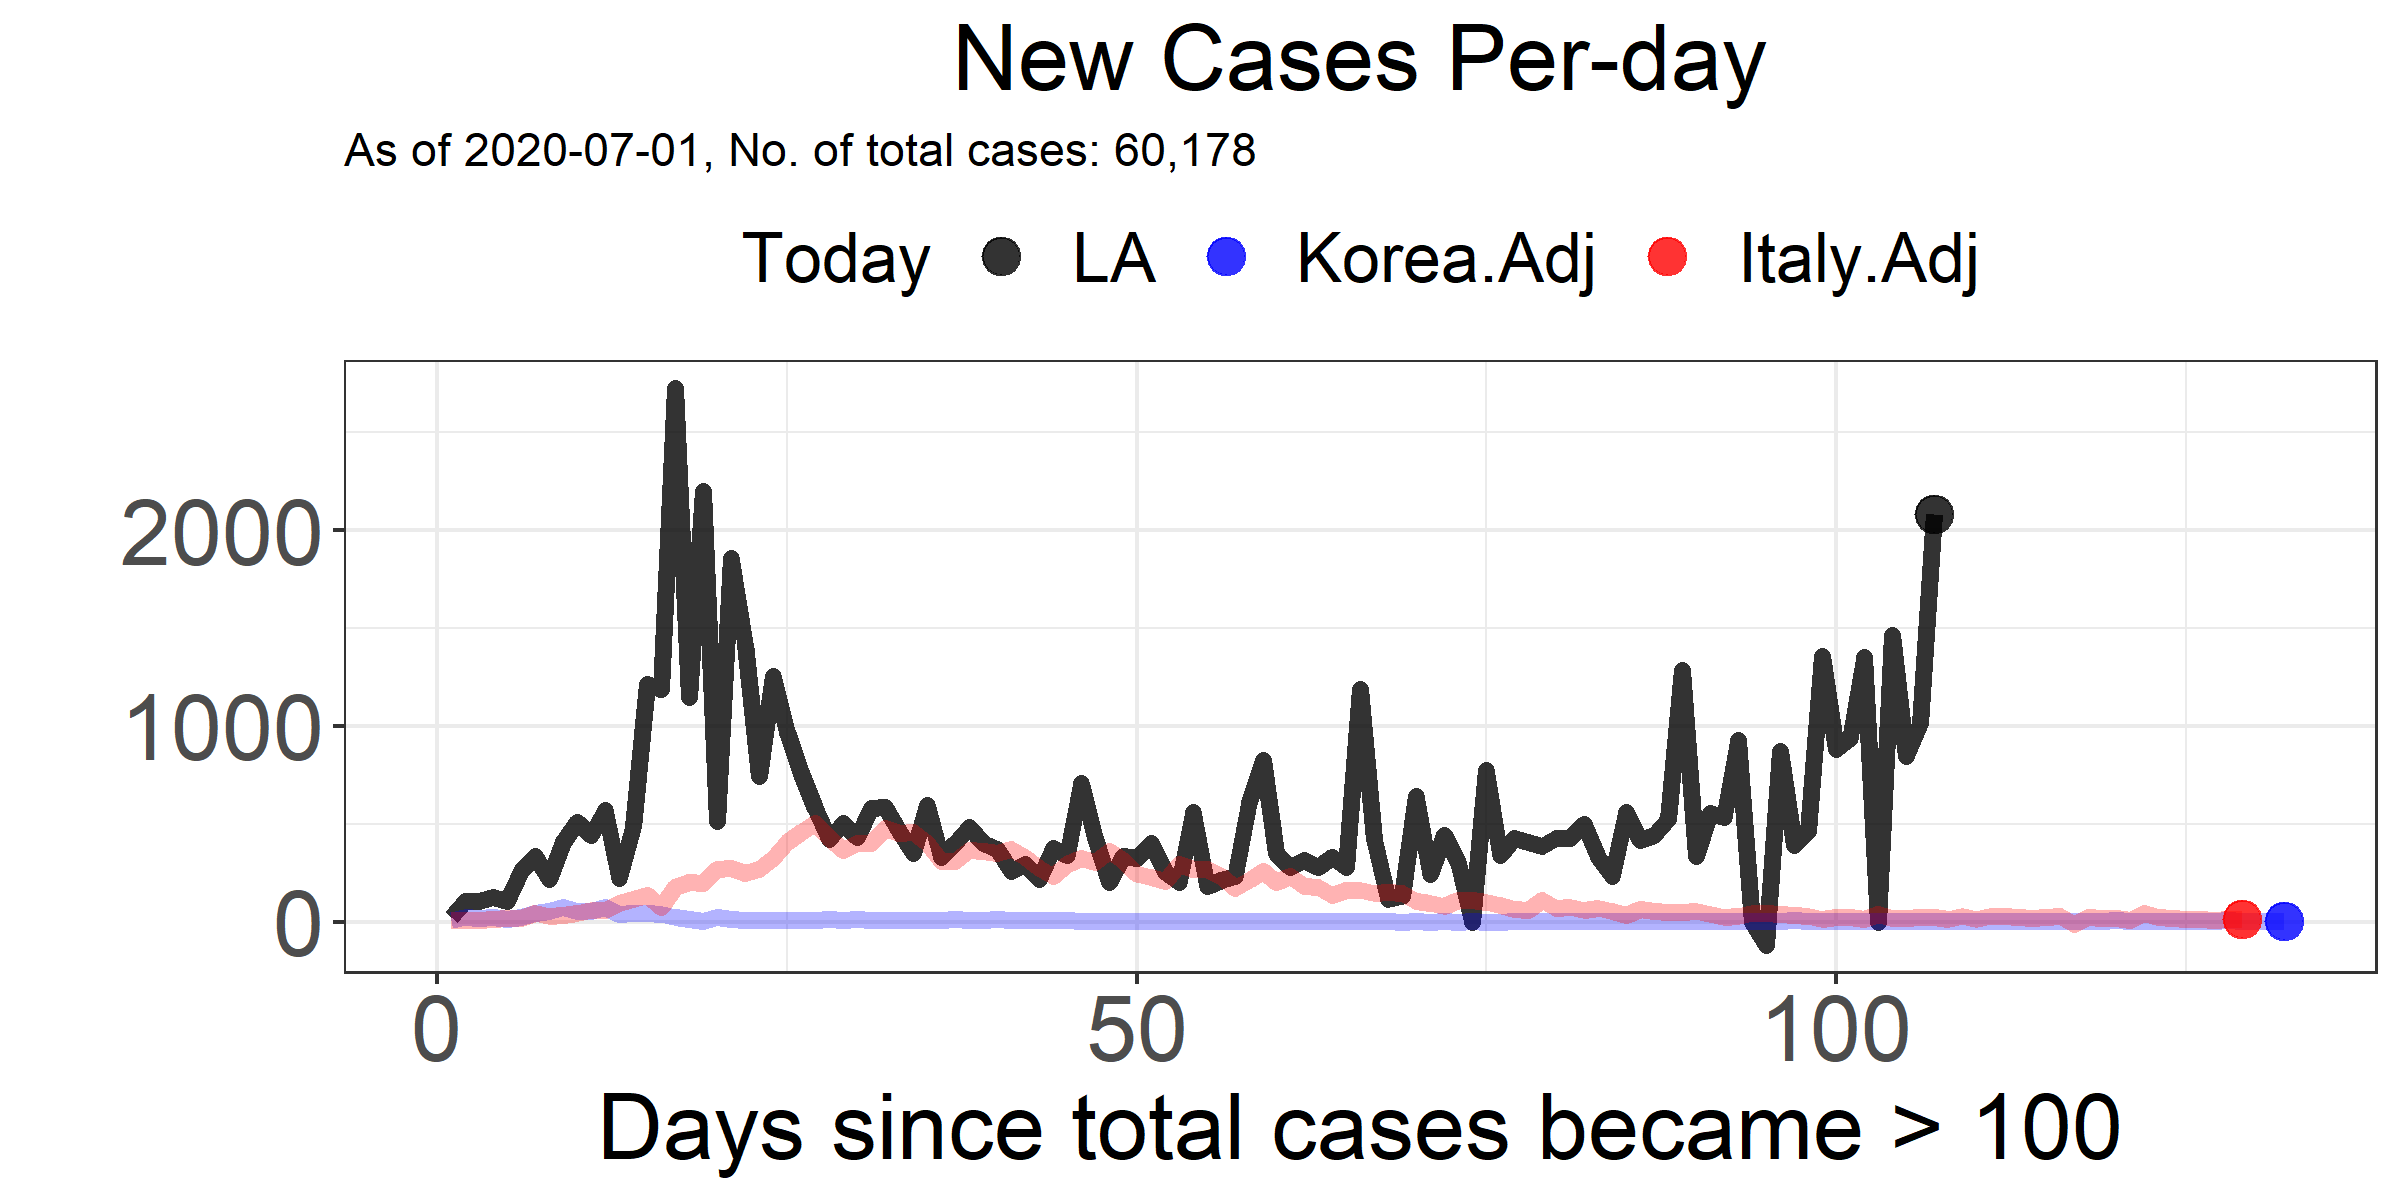 New Cases Per-day
As of 2020-07-01, No. of total cases: 60,178
Today LA Korea.Adj Italy.Adj
2000
1000
0
0 50 100
Days since total cases became > 100